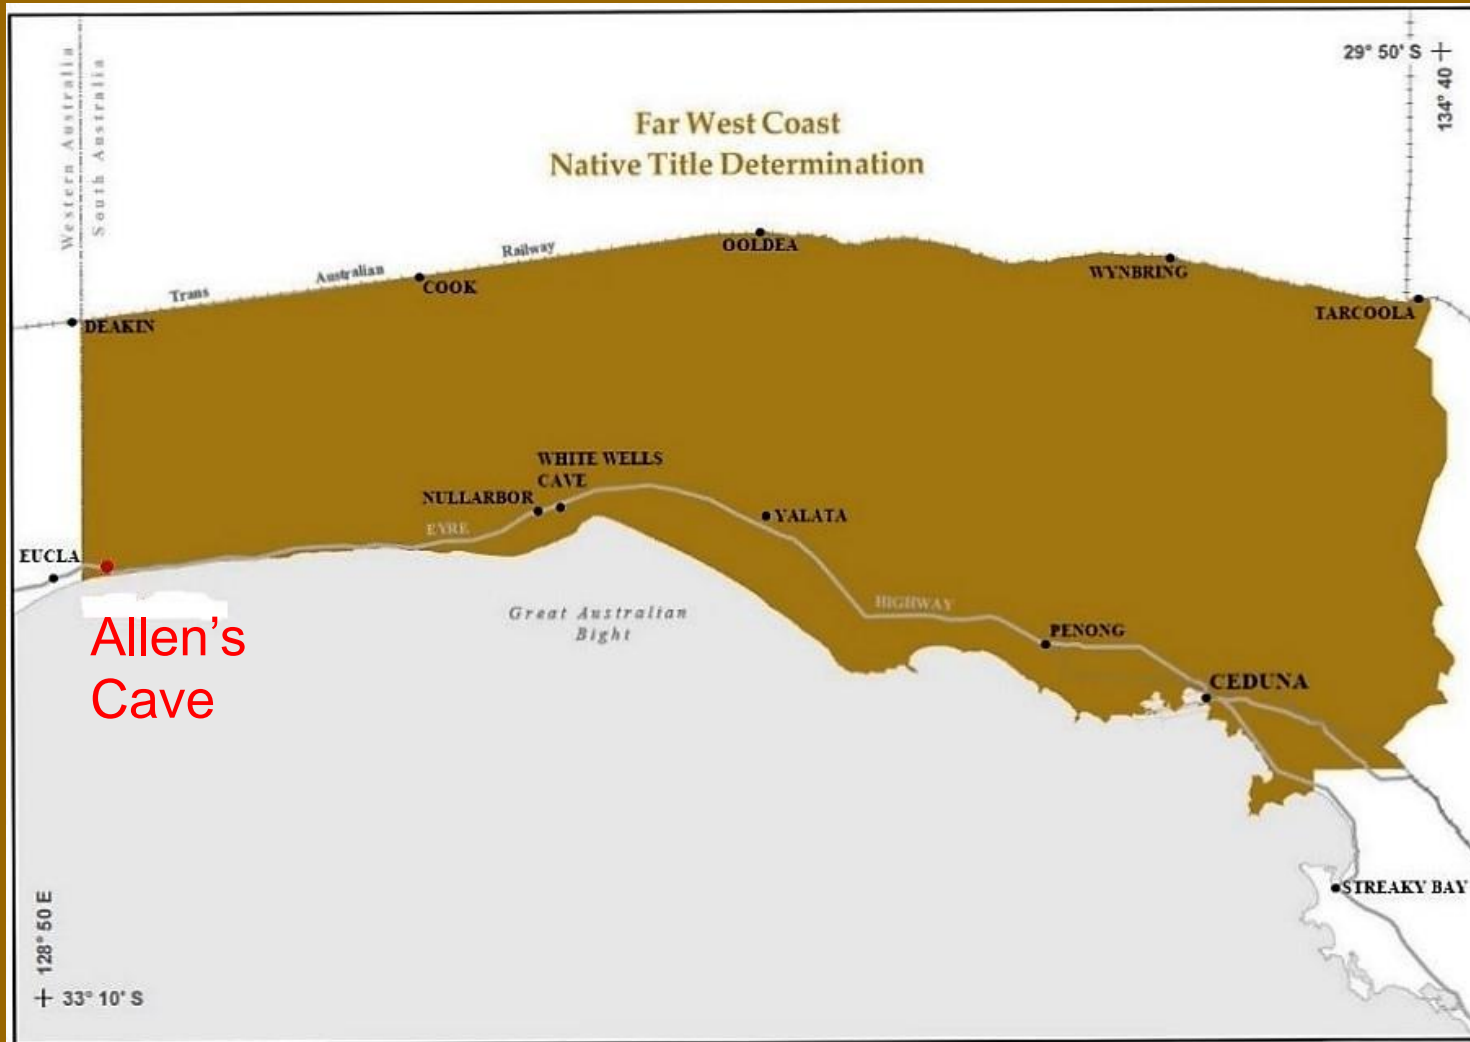 29° 50' S
134° 40
Western Australia
South Australia
Far West Coast
Native Title Determination
OOLDEA
Railway
Australian
Trans
COOK
WYNBRING
TARCOOLA
DEAKIN
WHITE WELLS
CAVE
NULLARBOR
YALATA
EYRE
EUCLA
HIGHWAY
Great Australian
Bight
PENONG
Allen's
Cave
CEDUNA
STREAKY BAY
128° 50 E
33° 10' S